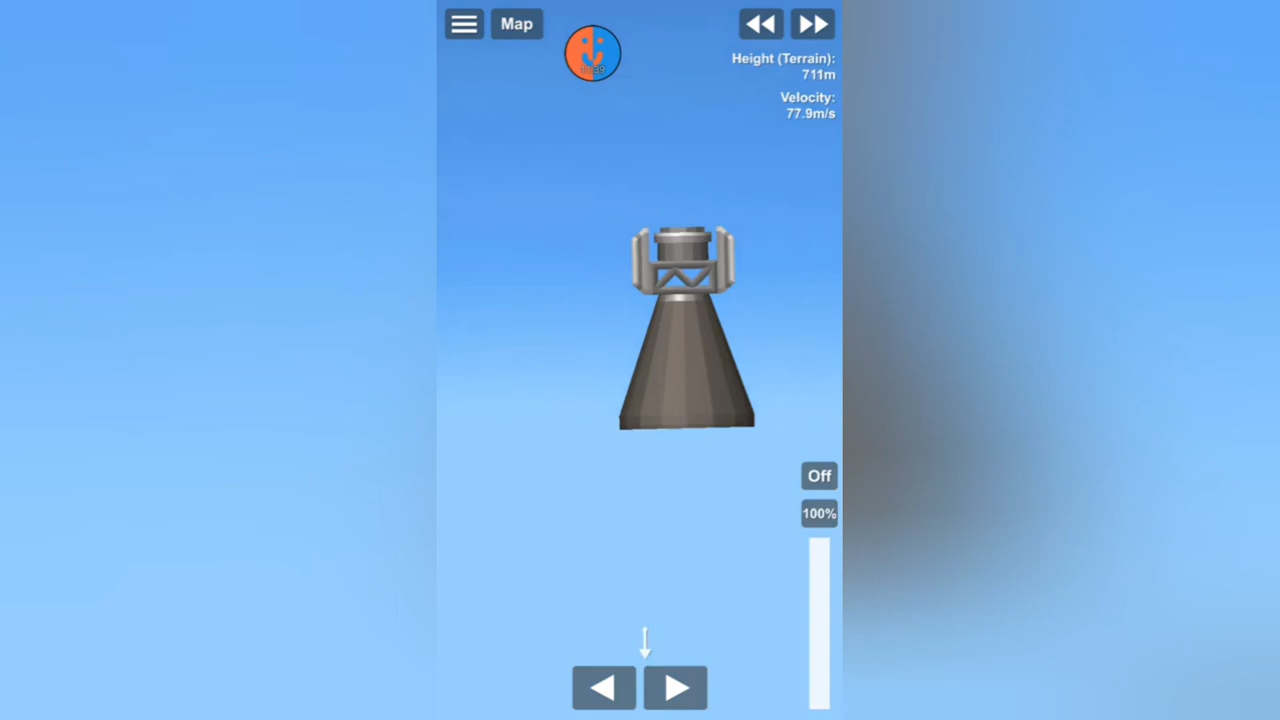 Map
Height (Terrain):
711m
Velocity:
77.9m/s
Off
100%